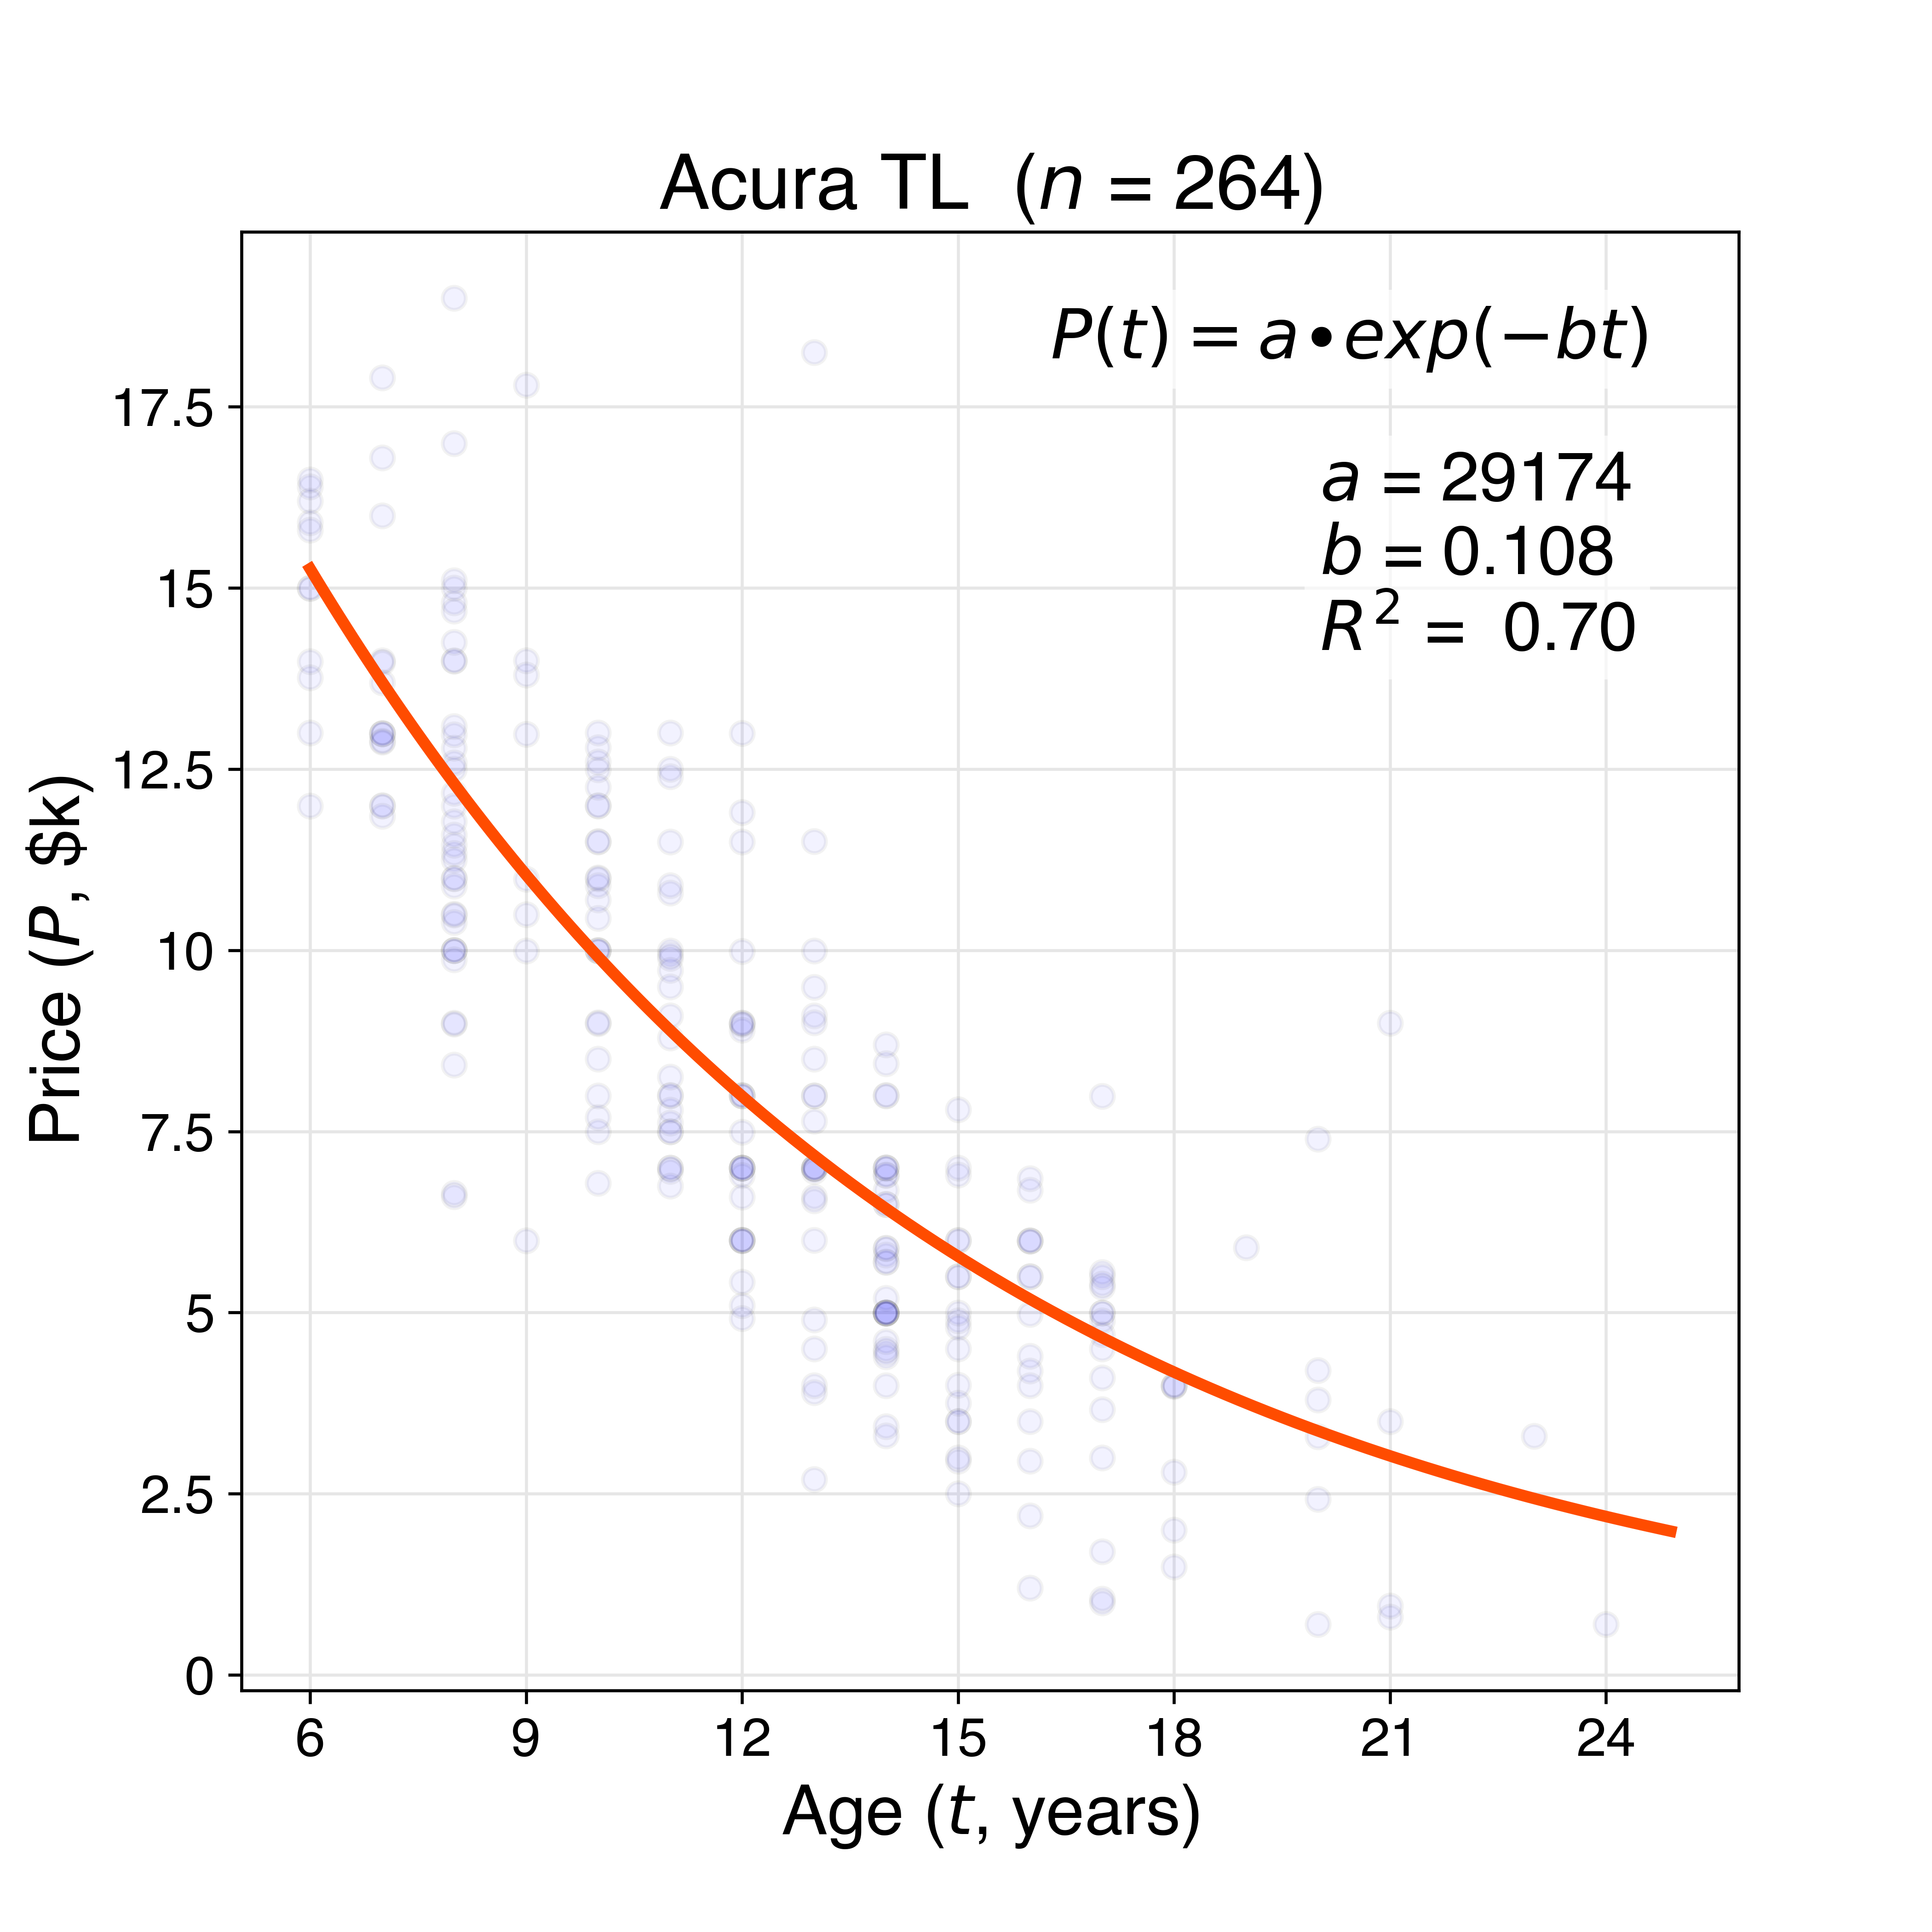 Acura TL (n = 264)
P(t) = a•exp(−bt)
a = 29174
b = 0.108
R² = 0.70
Price (P, $k)
17.5
15
12.5
10
7.5
5
2.5
0
6 9 12 15 18 21 24
Age (t, years)